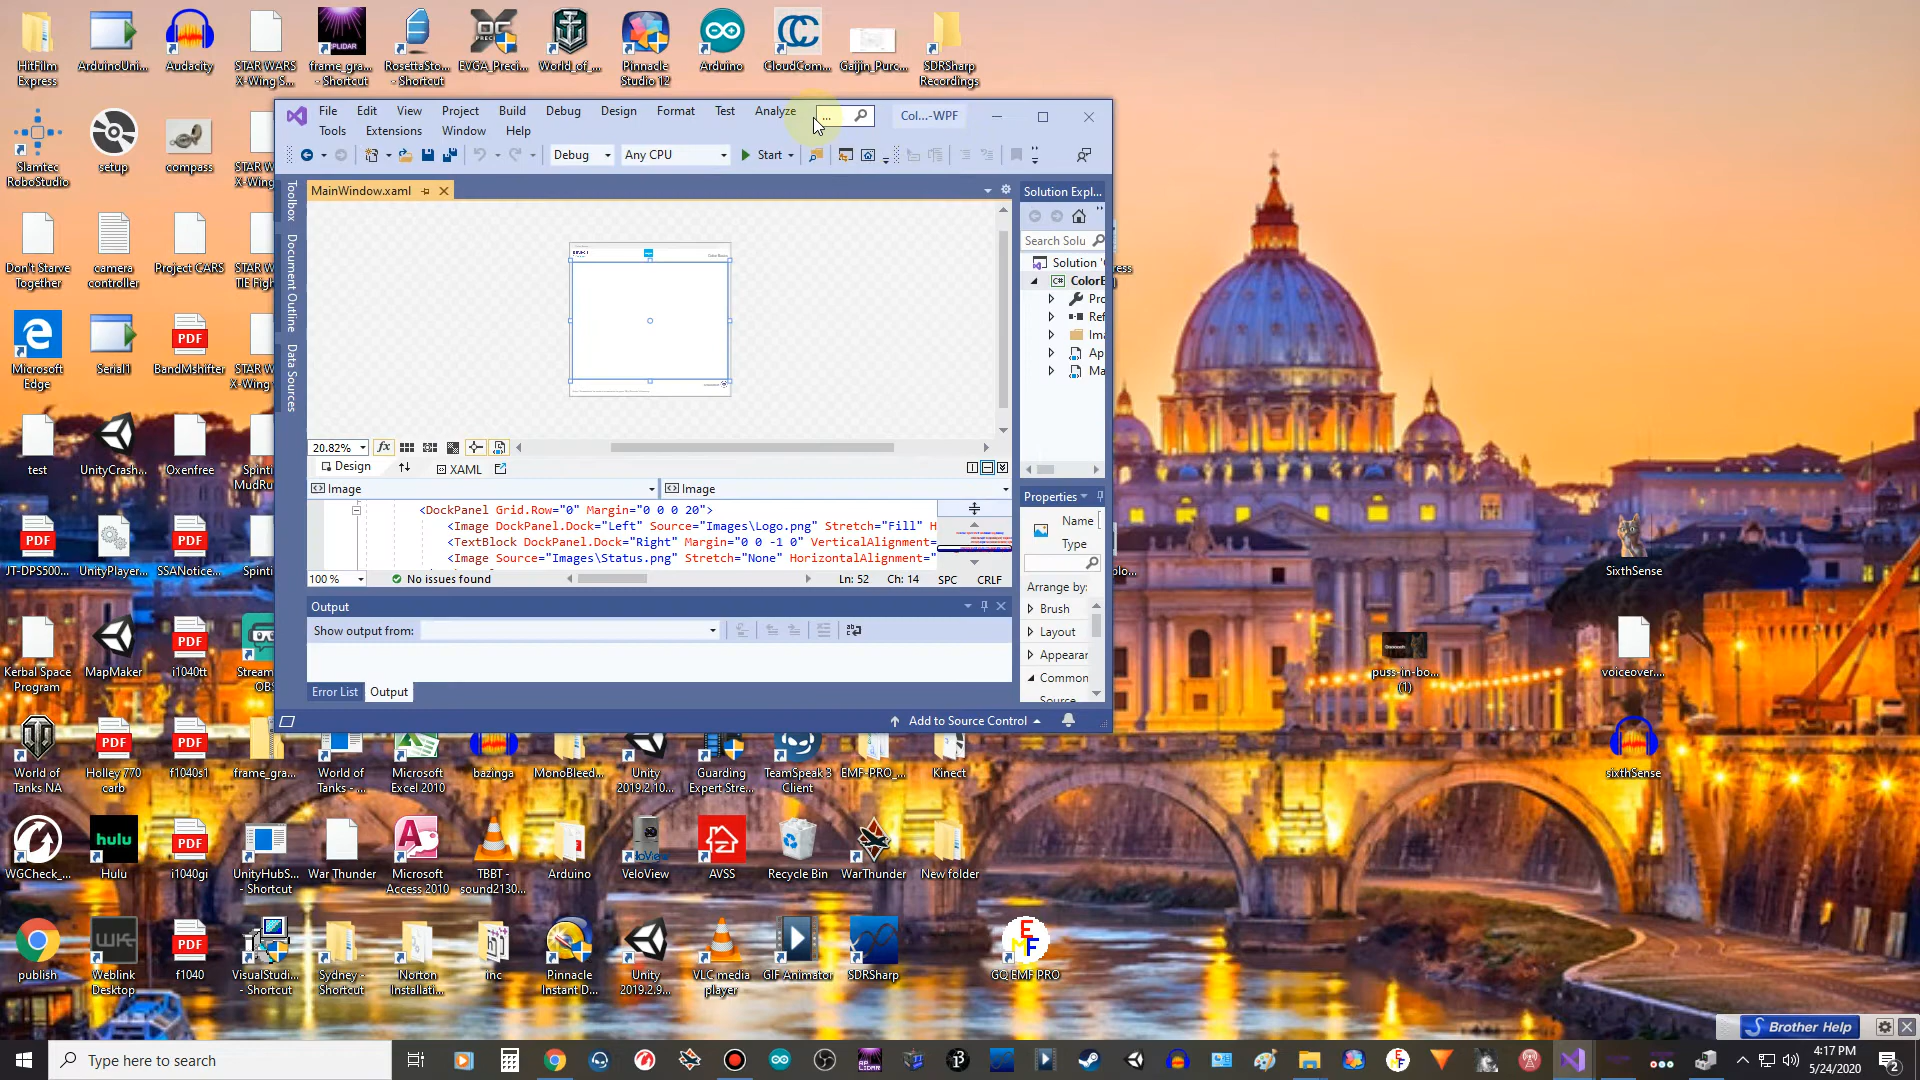 HitFilm Express
ArduinoUni...
Audacity
STAR WARS X-Wing S...
frame_gra... - Shortcut
RosettaSto... - Shortcut
EVGA_Preci...
World_of_...
Pinnacle Studio 12
Arduino
CloudCom...
Gaijin_Purc...
SDRSharp Recordings
File Edit View Project Build Debug Design Format Test Analyze
... Col...-WPF
Tools Extensions Window Help
Debug Any CPU Start
Slamtec RoboStudio
setup
compass
MainWindow.xaml
Solution Expl...
Toolbox
Document Outline
Data Sources
Search Solu
Solution '
ColorB
Pro
Ref
Ima
Ap
Ma
Don't Starve Together
camera controller
Project CARS
Microsoft Edge
Serial1
BandMshifter
20.82%
Design XAML
Image Image
<DockPanel Grid.Row="0" Margin="0 0 0 20">
<Image DockPanel.Dock="Left" Source="Images\Logo.png" Stretch="Fill" H
<TextBlock DockPanel.Dock="Right" Margin="0 0 -1 0" VerticalAlignment=
<Image Source="Images\Status.png" Stretch="None" HorizontalAlignment="
100 % No issues found Ln: 52 Ch: 14 SPC CRLF
Properties
Name
Type
Arrange by:
Brush
Layout
Appearan
Common
Output
Show output from:
Error List Output
Add to Source Control
test
UnityCrash...
Oxenfree
JT-DPS500...
UnityPlayer...
SSANotice...
SixthSense
Kerbal Space Program
MapMaker
i1040tt
puss-in-bo... (1)
voiceover....
World of Tanks NA
Holley 770 carb
f1040s1
frame_gra...
World of Tanks - ...
Microsoft Excel 2010
bazinga
MonoBleed...
Unity 2019.2.10...
Guarding Expert Stre...
TeamSpeak 3 Client
EMF-PRO_...
Kinect
sixthSense
WGCheck_...
hulu
Hulu
i1040gi
UnityHubS... - Shortcut
War Thunder
Microsoft Access 2010
TBBT - sound2130...
Arduino
VeloView
AVSS
Recycle Bin
WarThunder
New folder
publish
Weblink Desktop
f1040
VisualStudi... - Shortcut
Sydney - Shortcut
Norton Installati...
inc
Pinnacle Instant D...
Unity 2019.2.9...
VLC media player
GIF Animator
SDRSharp
GQ EMF PRO
Brother Help
Type here to search
4:17 PM
5/24/2020